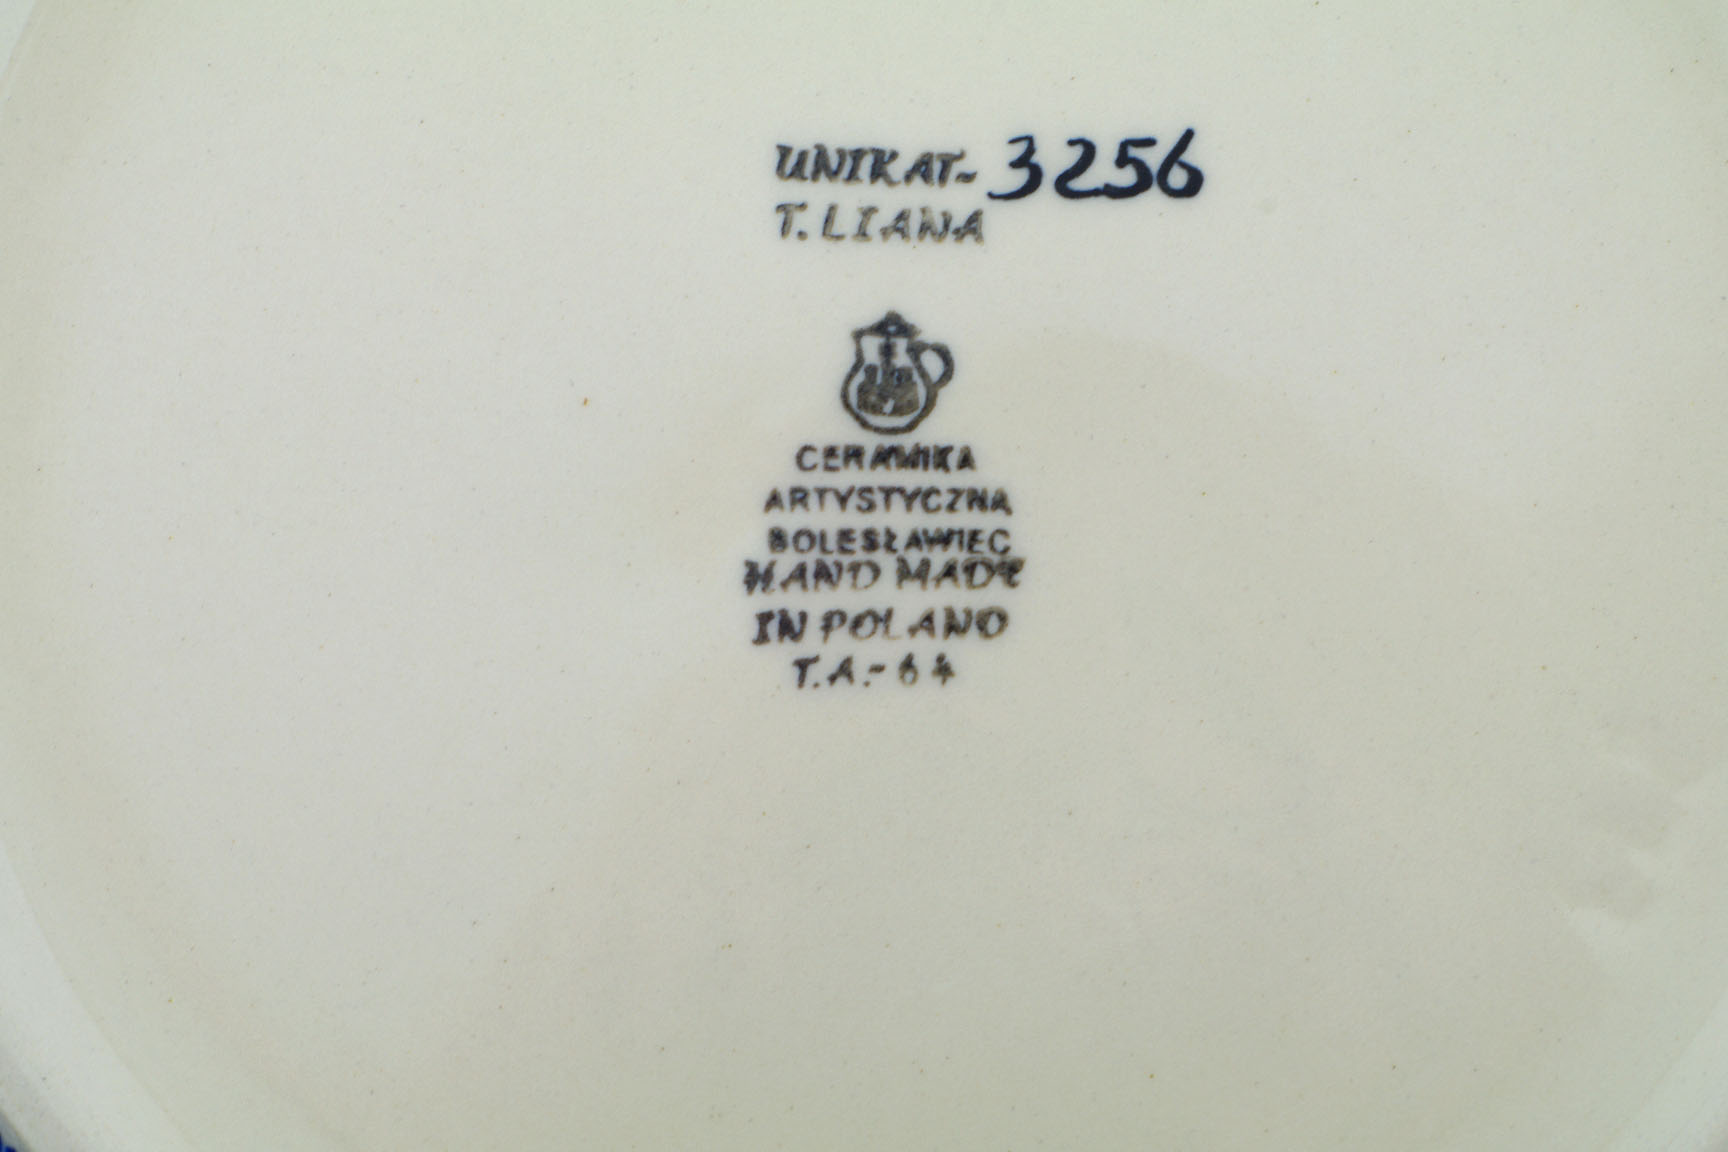 UNIKAT- 3256
T. LIANA
CERAMIKA
ARTYSTYCZNA
BOLESŁAWIEC
HAND MADE
IN POLAND
T.A.- 64